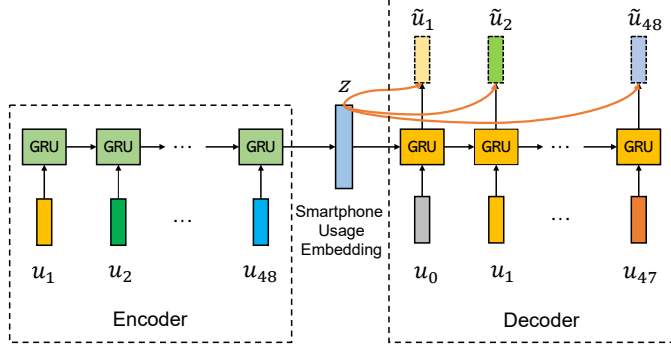 ũ₁ ũ₂ ũ₄₈
z
GRU GRU ⋯ GRU GRU GRU ⋯ GRU
⋯ ⋯
Smartphone
Usage
Embedding
u₁ u₂ u₄₈ u₀ u₁ u₄₇
Encoder Decoder